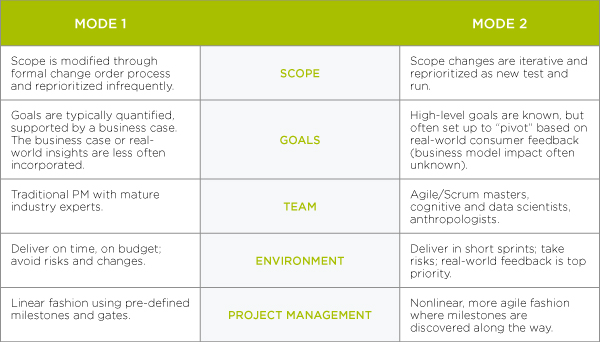 MODE 1
MODE 2
Scope is modified through
formal change order process
and reprioritized infrequently.
SCOPE
Scope changes are iterative and
reprioritized as new test and
run.
Goals are typically quantified,
supported by a business case.
The business case or real-
world insights are less often
incorporated.
GOALS
High-level goals are known, but
often set up to “pivot” based on
real-world consumer feedback
(business model impact often
unknown).
Traditional PM with mature
industry experts.
TEAM
Agile/Scrum masters,
cognitive and data scientists,
anthropologists.
Deliver on time, on budget;
avoid risks and changes.
ENVIRONMENT
Deliver in short sprints; take
risks; real-world feedback is top
priority.
Linear fashion using pre-defined
milestones and gates.
PROJECT MANAGEMENT
Nonlinear, more agile fashion
where milestones are
discovered along the way.